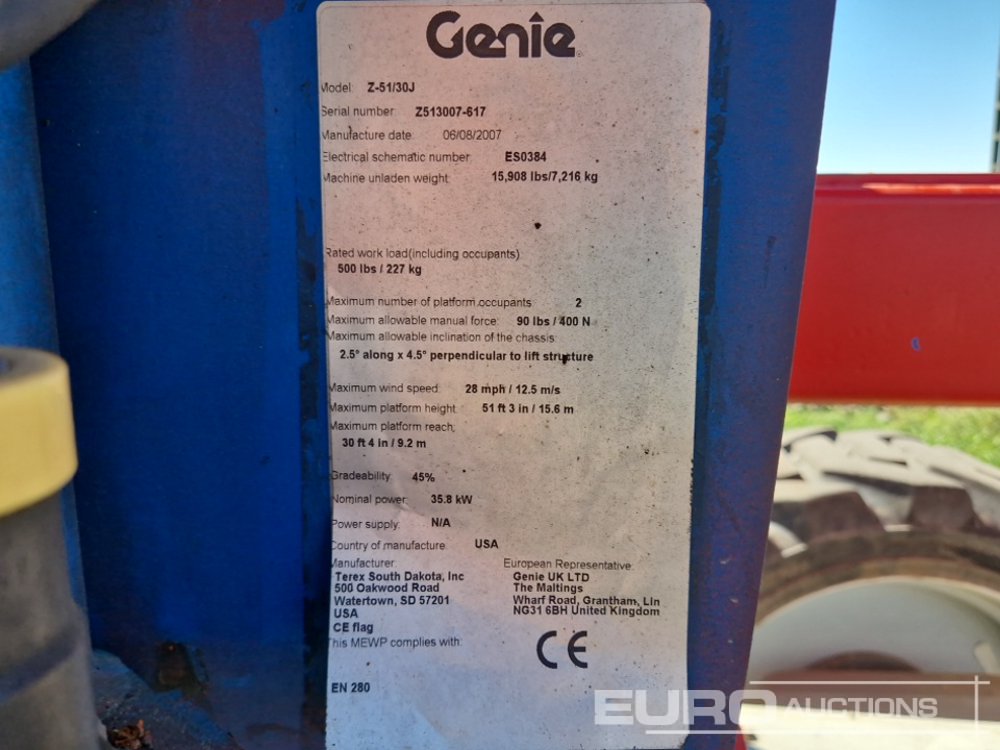 Genie
Model: Z-51/30J
Serial number: Z513007-617
Manufacture date: 06/08/2007
Electrical schematic number: ES0384
Machine unladen weight: 15,908 lbs/7,216 kg
Rated work load(including occupants)
500 lbs / 227 kg
Maximum number of platform occupants: 2
Maximum allowable manual force: 90 lbs / 400 N
Maximum allowable inclination of the chassis:
2.5° along x 4.5° perpendicular to lift structure
Maximum wind speed: 28 mph / 12.5 m/s
Maximum platform height: 51 ft 3 in / 15.6 m
Maximum platform reach:
30 ft 4 in / 9.2 m
Gradeability: 45%
Nominal power: 35.8 kW
Power supply: N/A
Country of manufacture: USA
Manufacturer: European Representative:
Terex South Dakota, Inc Genie UK LTD
500 Oakwood Road The Maltings
Watertown, SD 57201 Wharf Road, Grantham, Lin
USA NG31 6BH United Kingdom
CE flag
This MEWP complies with: CE
EN 280
EURO AUCTIONS